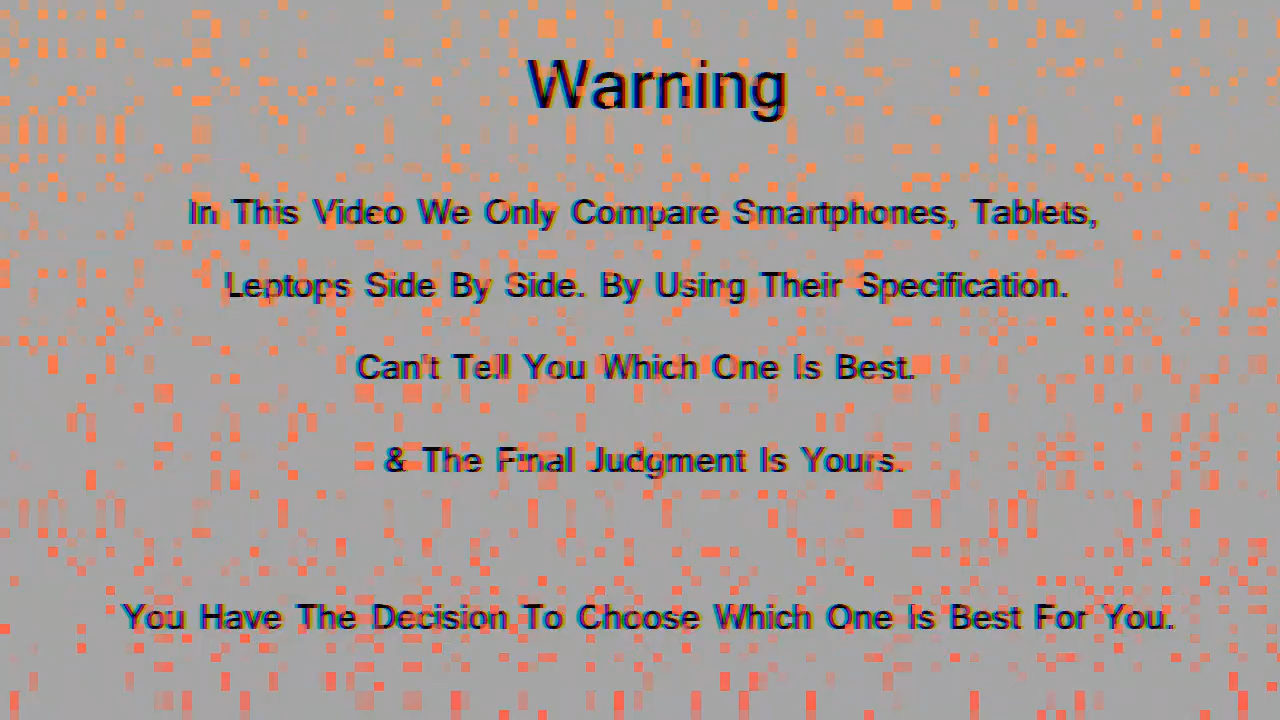 Warning
In This Video We Only Compare Smartphones, Tablets,
Leptops Side By Side. By Using Their Specification.
Can't Tell You Which One Is Best.
& The Final Judgment Is Yours.
You Have The Decision To Choose Which One Is Best For You.